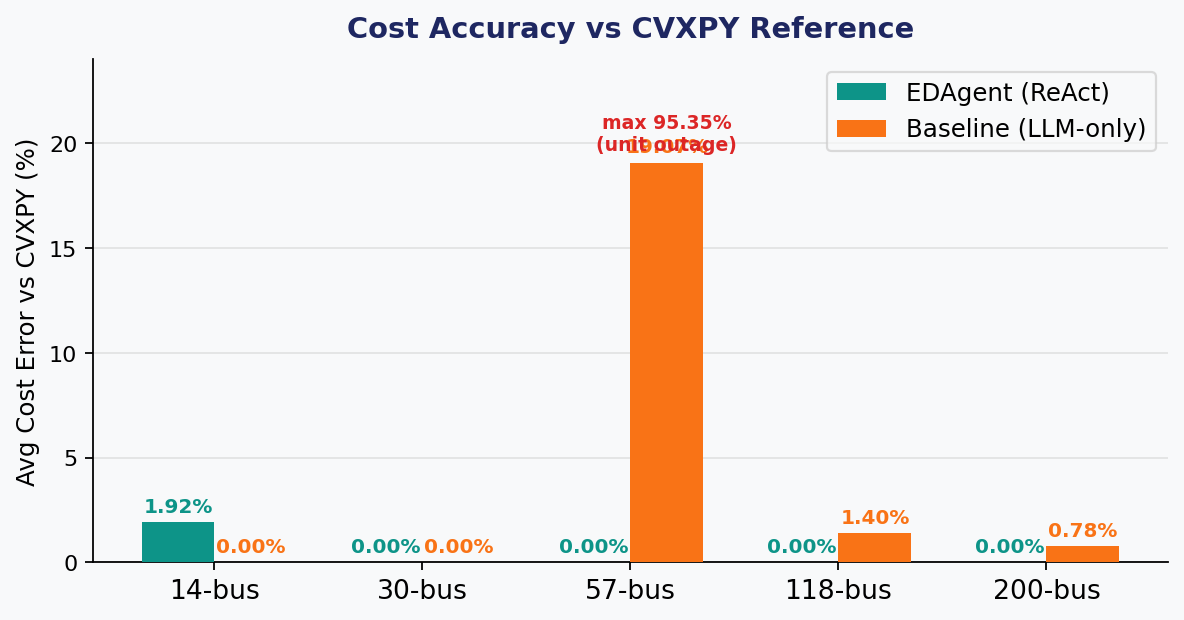 Cost Accuracy vs CVXPY Reference
EDAgent (ReAct)
Baseline (LLM-only)
max 95.35%
(unit outage)
19.07%
Avg Cost Error vs CVXPY (%)
20
15
10
5
0
1.92%
0.00%
0.00%
0.00%
0.00%
0.00%
1.40%
0.00%
0.78%
14-bus
30-bus
57-bus
118-bus
200-bus